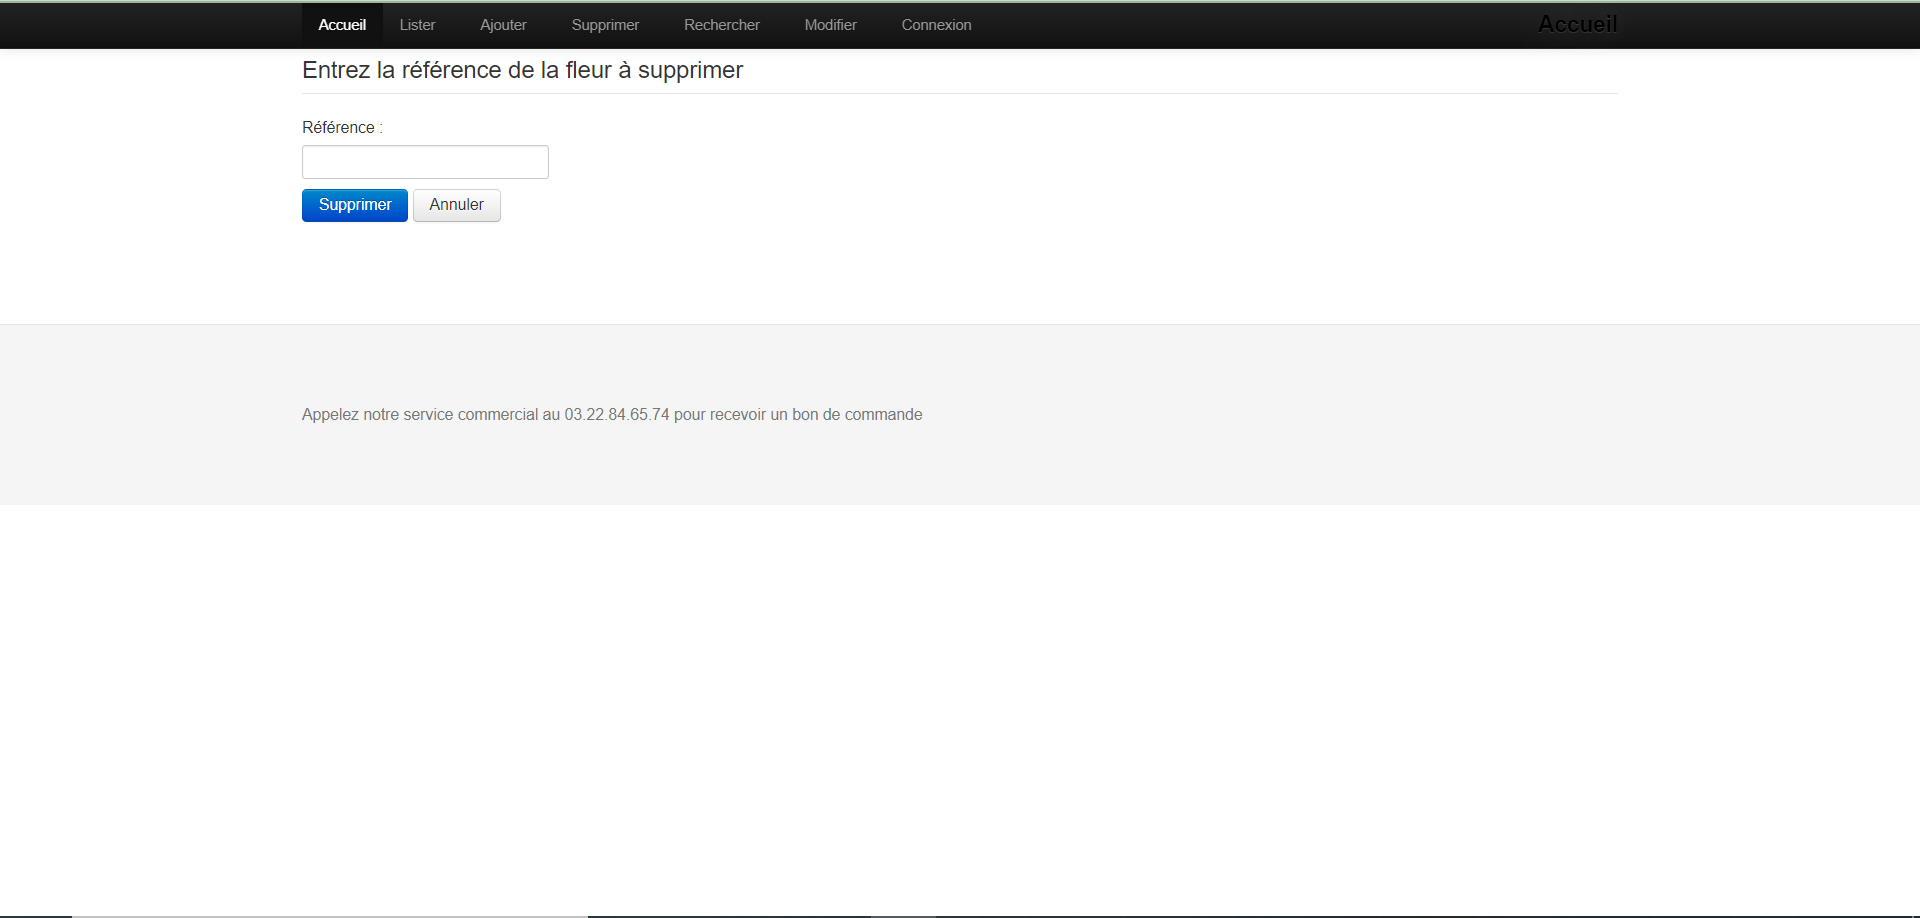 Accueil Lister Ajouter Supprimer Rechercher Modifier Connexion Accueil
Entrez la référence de la fleur à supprimer
Référence :
Supprimer Annuler
Appelez notre service commercial au 03.22.84.65.74 pour recevoir un bon de commande